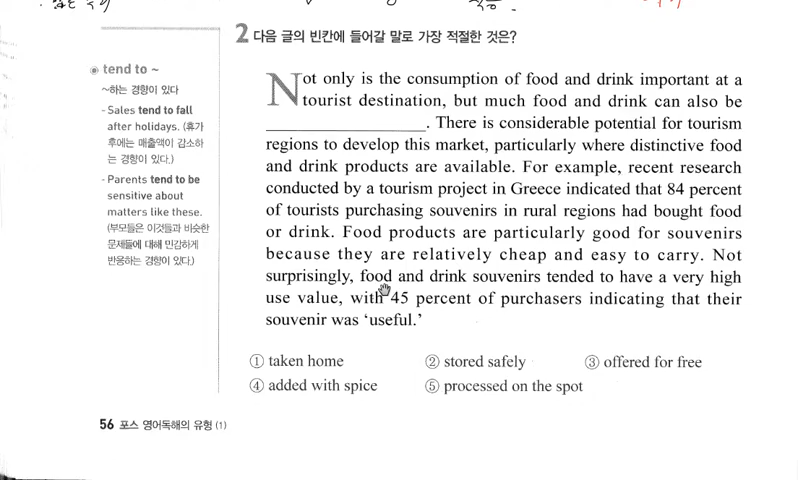 2 다음 글의 빈칸에 들어갈 말로 가장 적절한 것은?
tend to ~
~하는 경향이 있다
- Sales tend to fall
after holidays. (휴가
후에는 매출액이 감소하
는 경향이 있다.)
- Parents tend to be
sensitive about
matters like these.
(부모들은 이것들과 비슷한
문제들에 대해 민감하게
반응하는 경향이 있다.)
Not only is the consumption of food and drink important at a
tourist destination, but much food and drink can also be
____________________. There is considerable potential for tourism
regions to develop this market, particularly where distinctive food
and drink products are available. For example, recent research
conducted by a tourism project in Greece indicated that 84 percent
of tourists purchasing souvenirs in rural regions had bought food
or drink. Food products are particularly good for souvenirs
because they are relatively cheap and easy to carry. Not
surprisingly, food and drink souvenirs tended to have a very high
use value, with 45 percent of purchasers indicating that their
souvenir was ‘useful.’
① taken home ② stored safely ③ offered for free
④ added with spice ⑤ processed on the spot
56 포스 영어독해의 유형 (1)